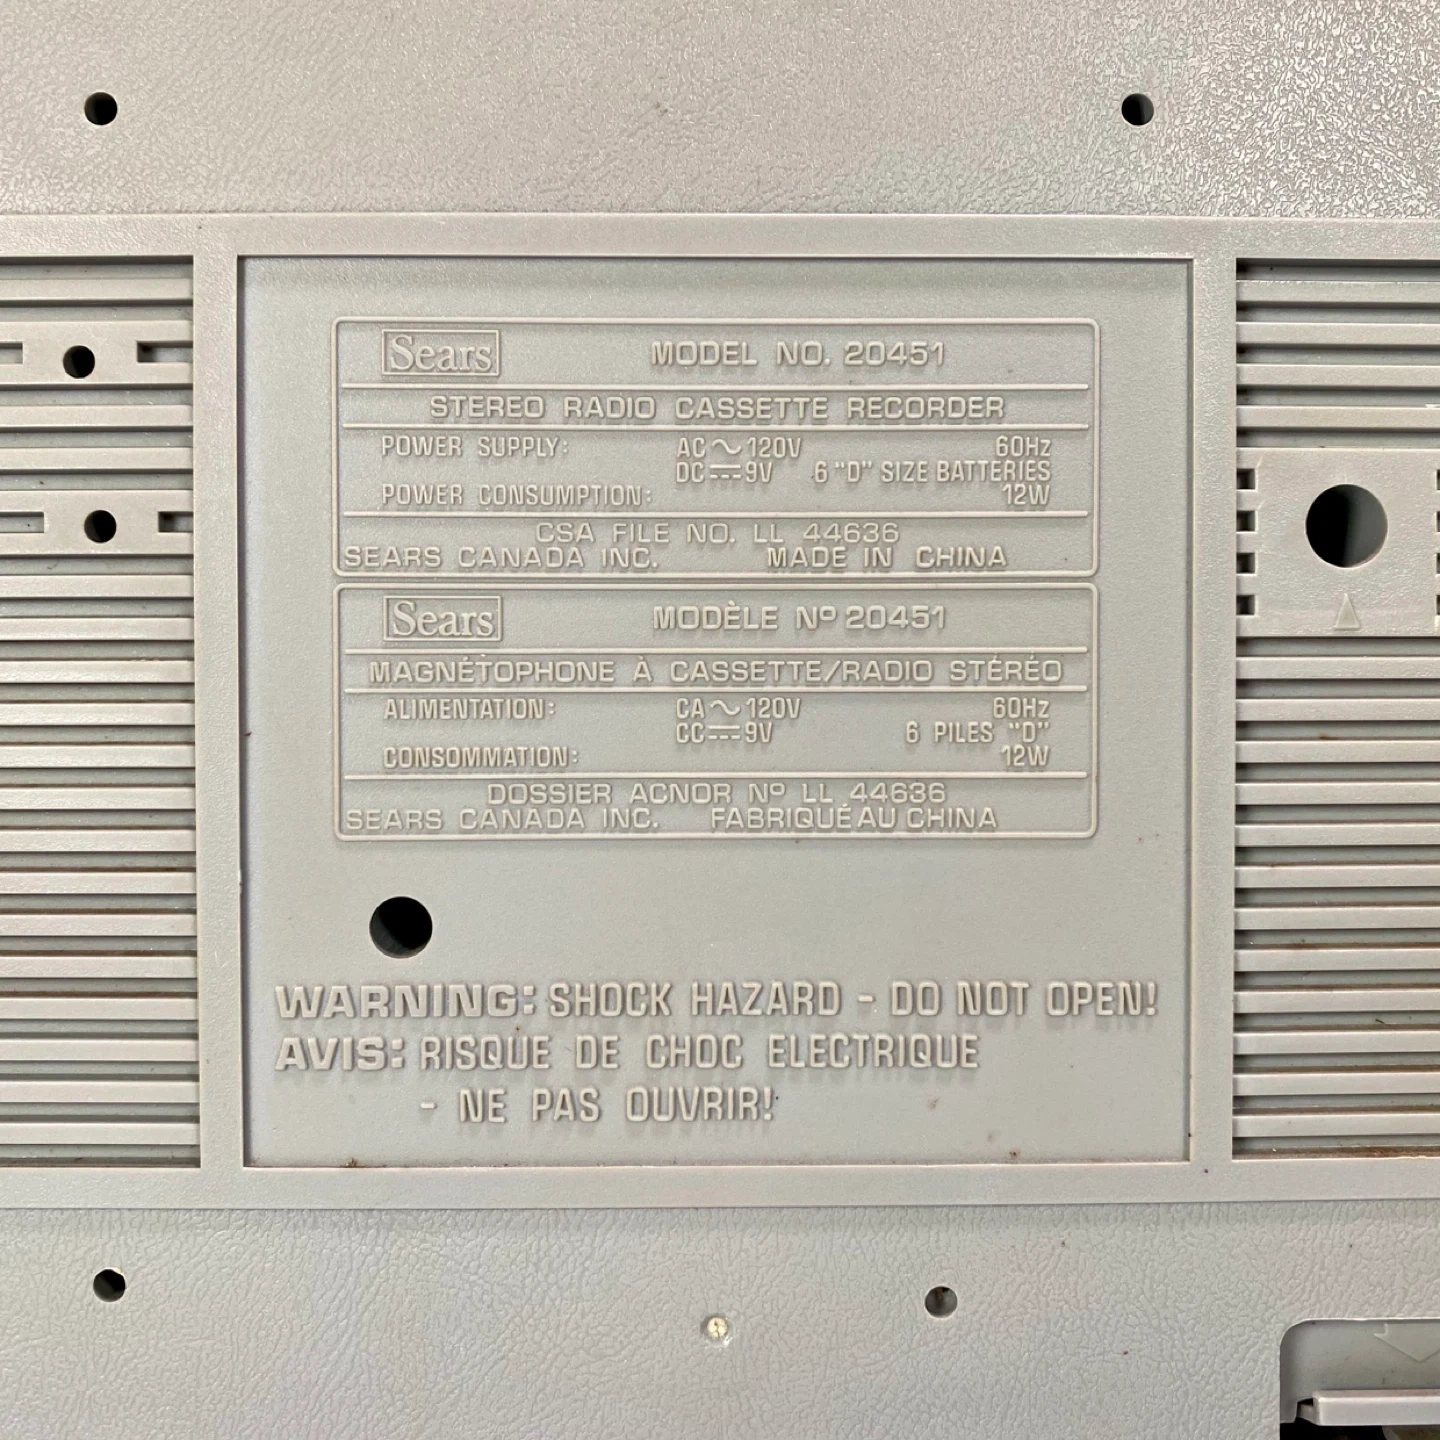 Sears MODEL NO. 20451
STEREO RADIO CASSETTE RECORDER
POWER SUPPLY: AC ~ 120V 60Hz
DC ⎓ 9V 6 "D" SIZE BATTERIES
POWER CONSUMPTION: 12W
CSA FILE NO. LL 44636
SEARS CANADA INC. MADE IN CHINA
Sears MODÈLE Nº 20451
MAGNÉTOPHONE À CASSETTE/RADIO STÉRÉO
ALIMENTATION: CA ~ 120V 60Hz
CC ⎓ 9V 6 PILES "D"
CONSOMMATION: 12W
DOSSIER ACNOR Nº LL 44636
SEARS CANADA INC. FABRIQUÉ AU CHINA
WARNING: SHOCK HAZARD - DO NOT OPEN!
AVIS: RISQUE DE CHOC ELECTRIQUE
- NE PAS OUVRIR!